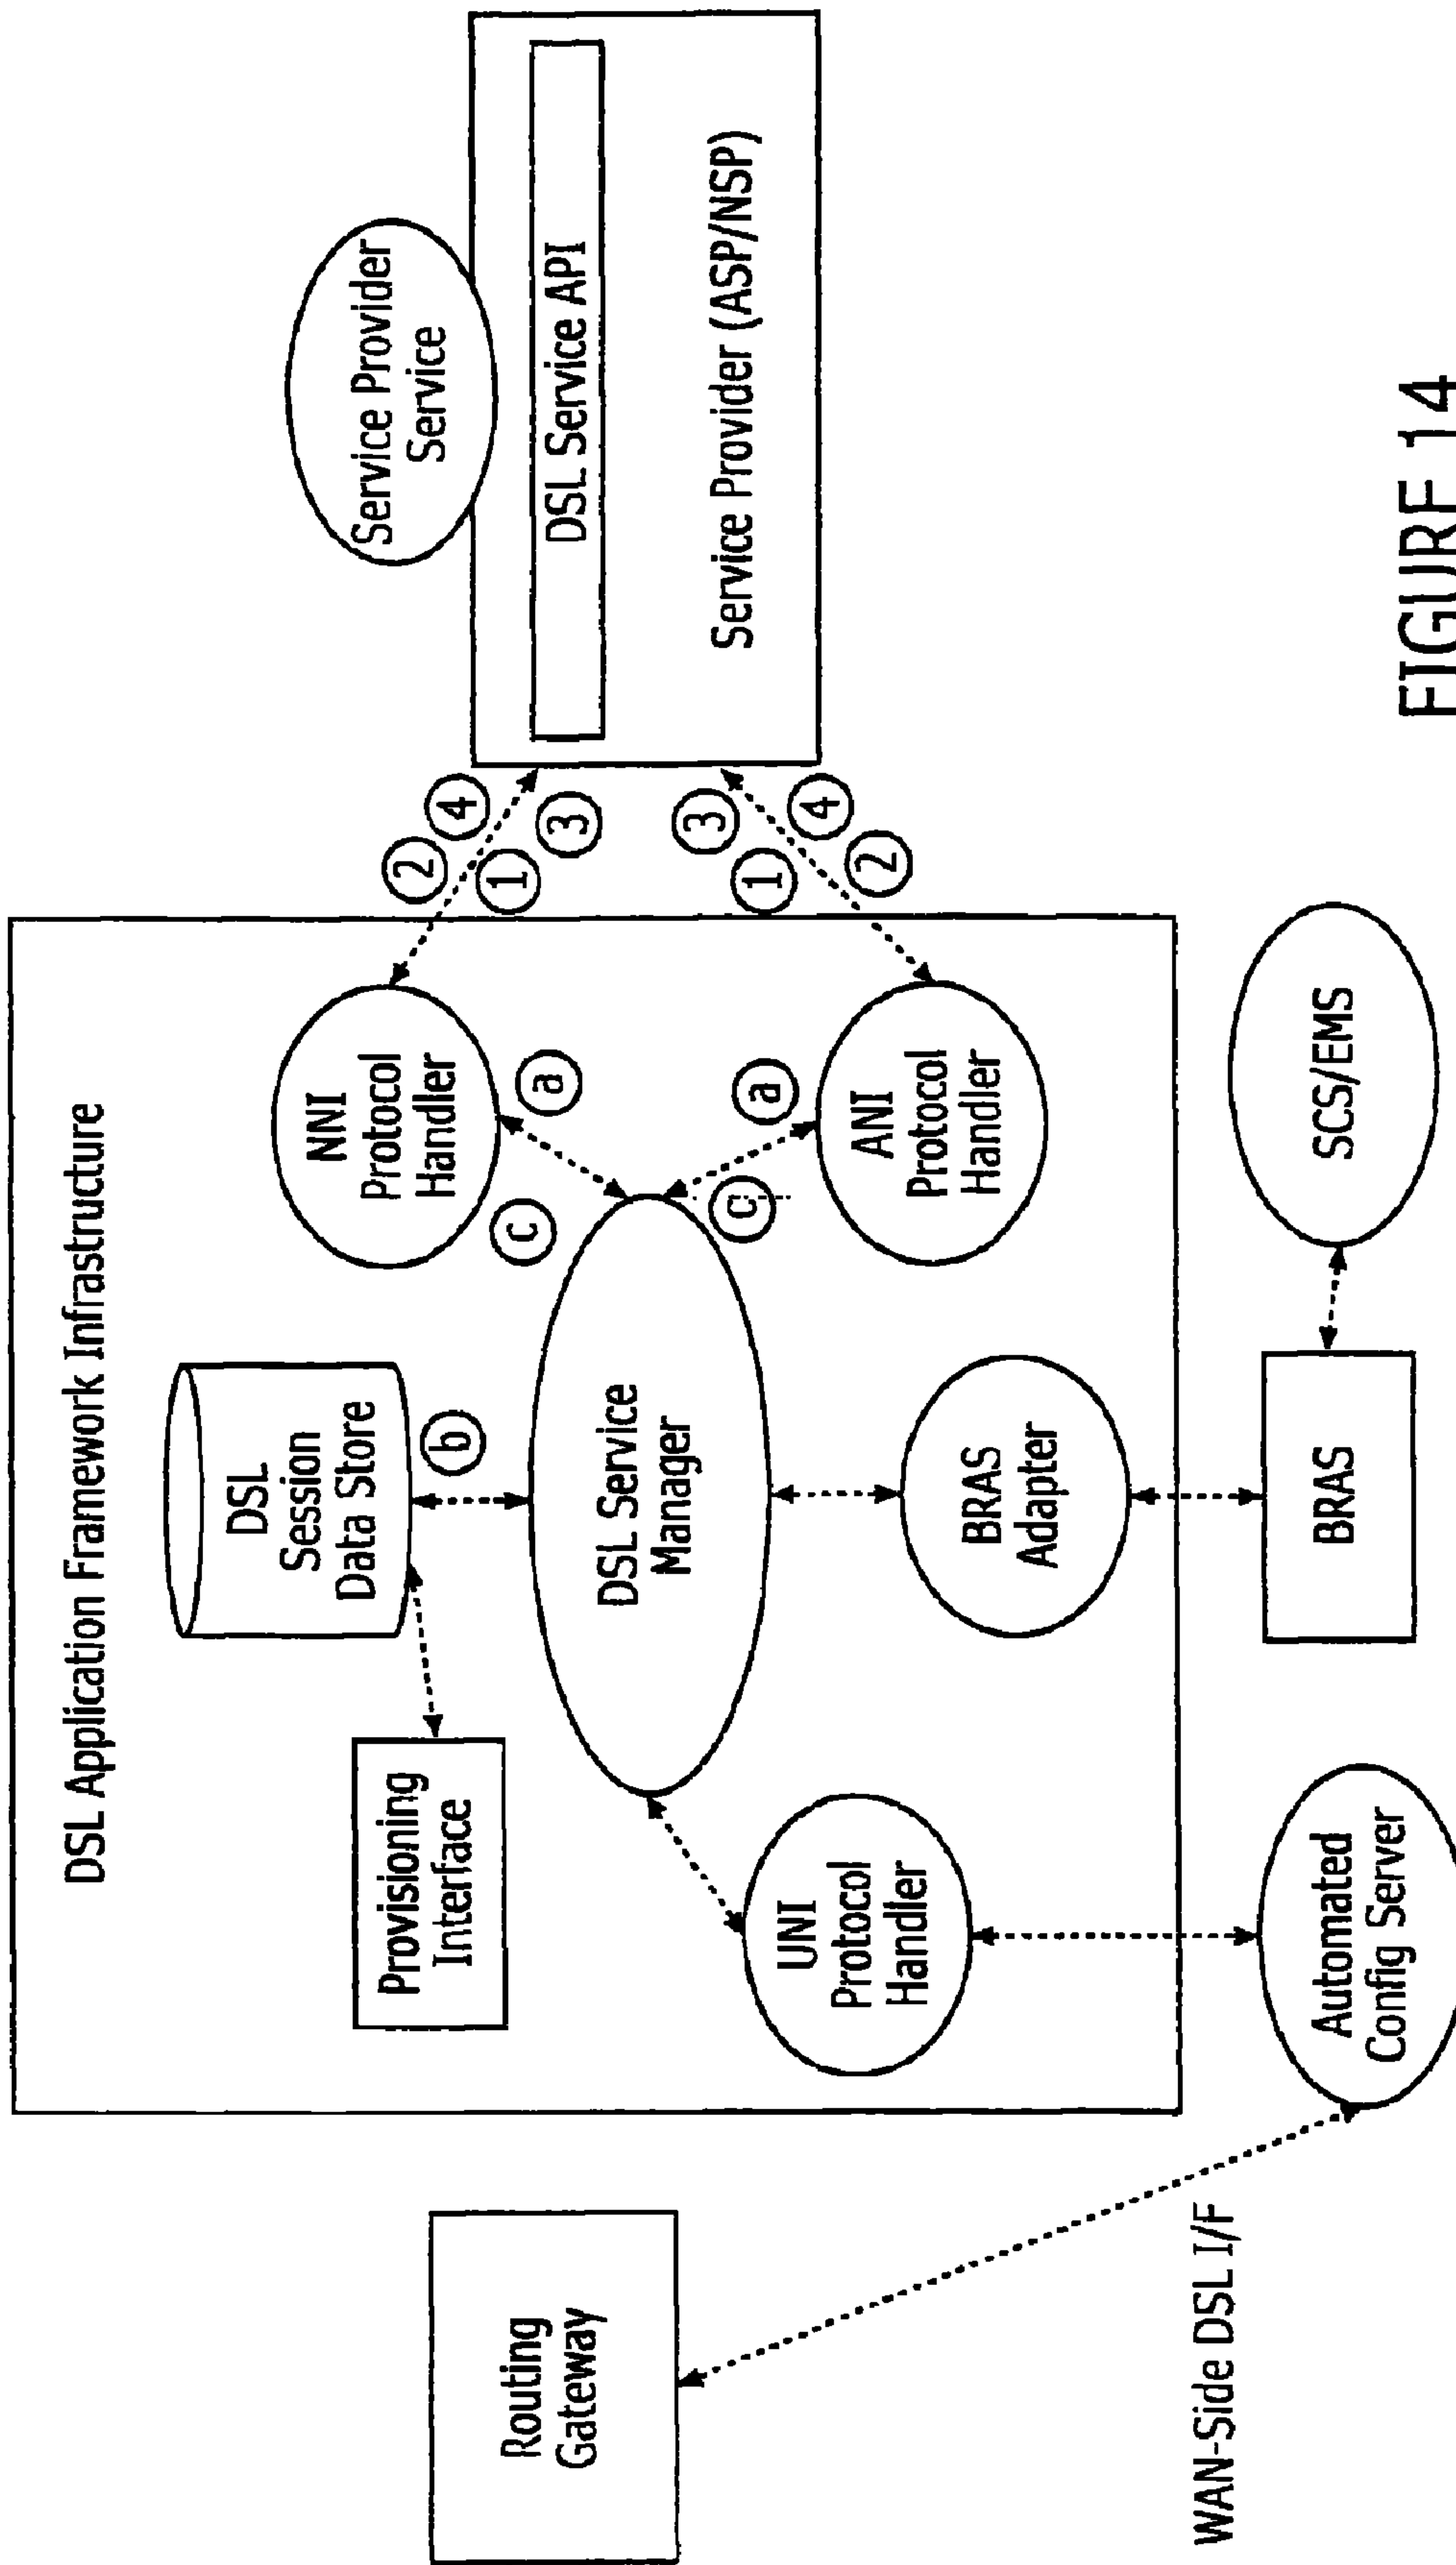 DSL Application Framework Infrastructure
Routing
Gateway
WAN-Side DSL I/F
Provisioning
Interface
DSL
Session
Data Store
b
DSL Service
Manager
UNI
Protocol
Handler
BRAS
Adapter
NNI
Protocol
Handler
a
c
a
c
ANI
Protocol
Handler
2
4
1
3
3
1
4
2
Service Provider
Service
DSL Service API
Service Provider (ASP/NSP)
Automated
Config Server
BRAS
SCS/EMS
FIGURE 14